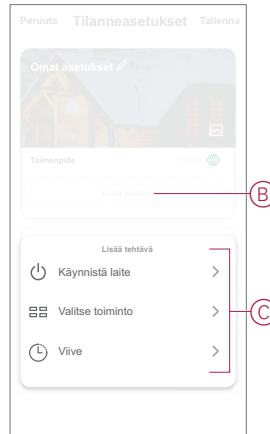 Peruuta Tilanneasetukset Tallenna
Omat asetukset
Toimenpide
B
Lisää tehtävä
Käynnistä laite
Valitse toiminto
C
Viive